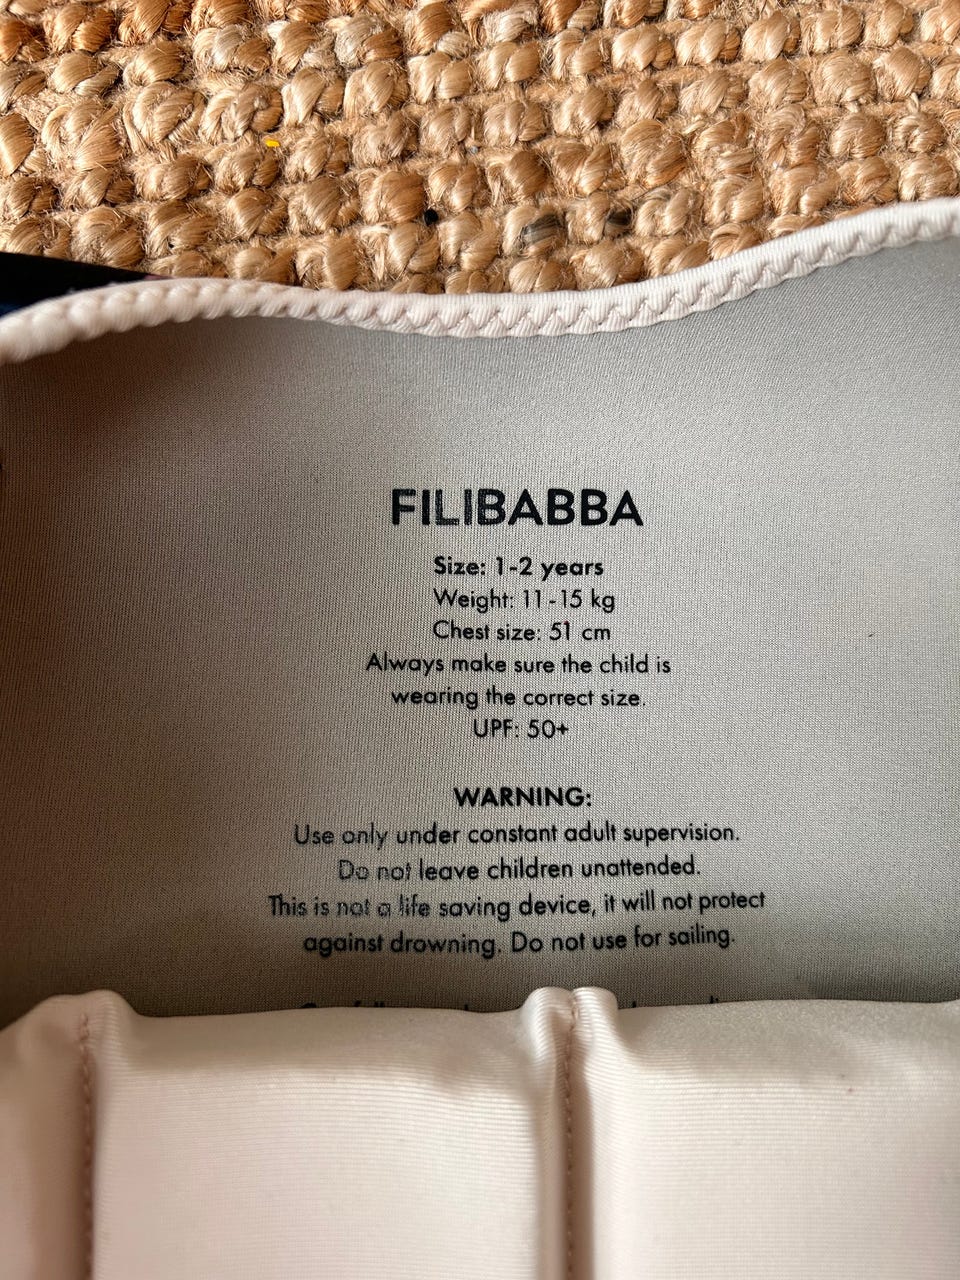 FILIBABBA
Size: 1-2 years
Weight: 11-15 kg
Chest size: 51 cm
Always make sure the child is
wearing the correct size.
UPF: 50+
WARNING:
Use only under constant adult supervision.
Do not leave children unattended.
This is not a life saving device, it will not protect
against drowning. Do not use for sailing.